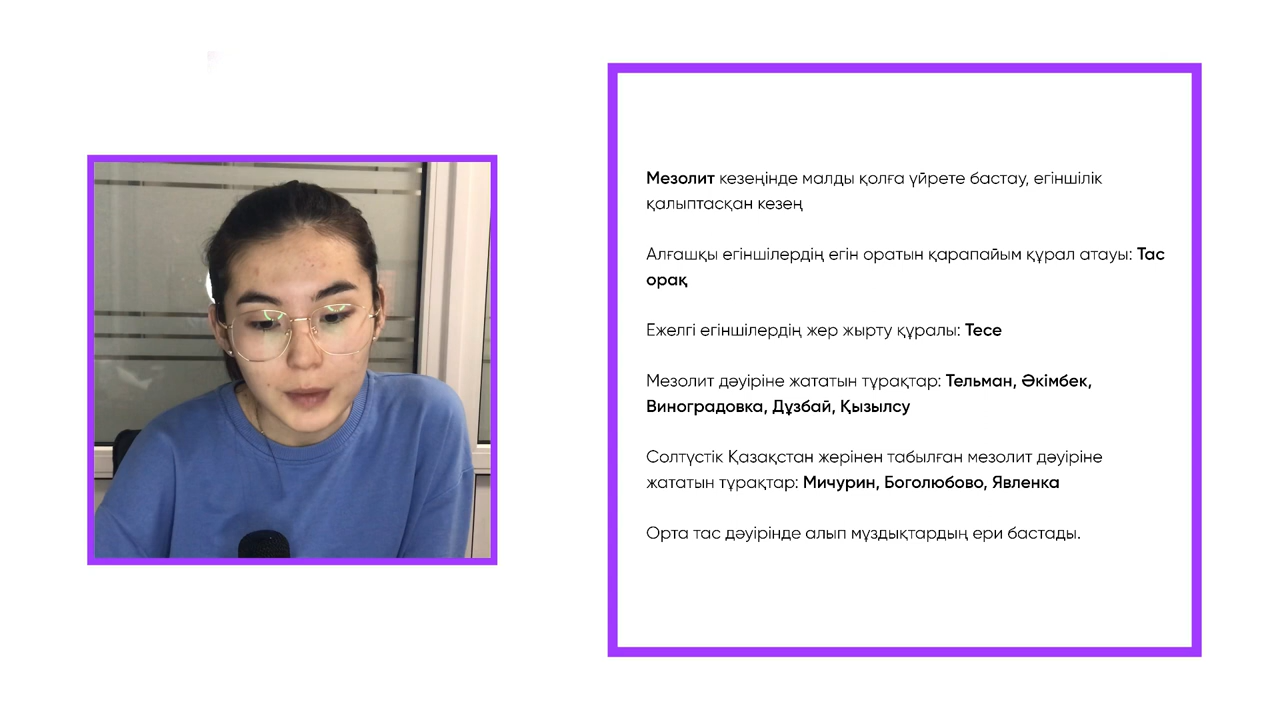 Мезолит кезеңінде малды қолға үйрете бастау, егіншілік
қалыптасқан кезең
Алғашқы егіншілердің егін оратын қарапайым құрал атауы: Тас
орақ
Ежелгі егіншілердің жер жырту құралы: Тесе
Мезолит дәуіріне жататын тұрақтар: Тельман, Әкімбек,
Виноградовка, Дұзбай, Қызылсу
Солтүстік Қазақстан жерінен табылған мезолит дәуіріне
жататын тұрақтар: Мичурин, Боголюбово, Явленка
Орта тас дәуірінде алып мұздықтардың ери бастады.